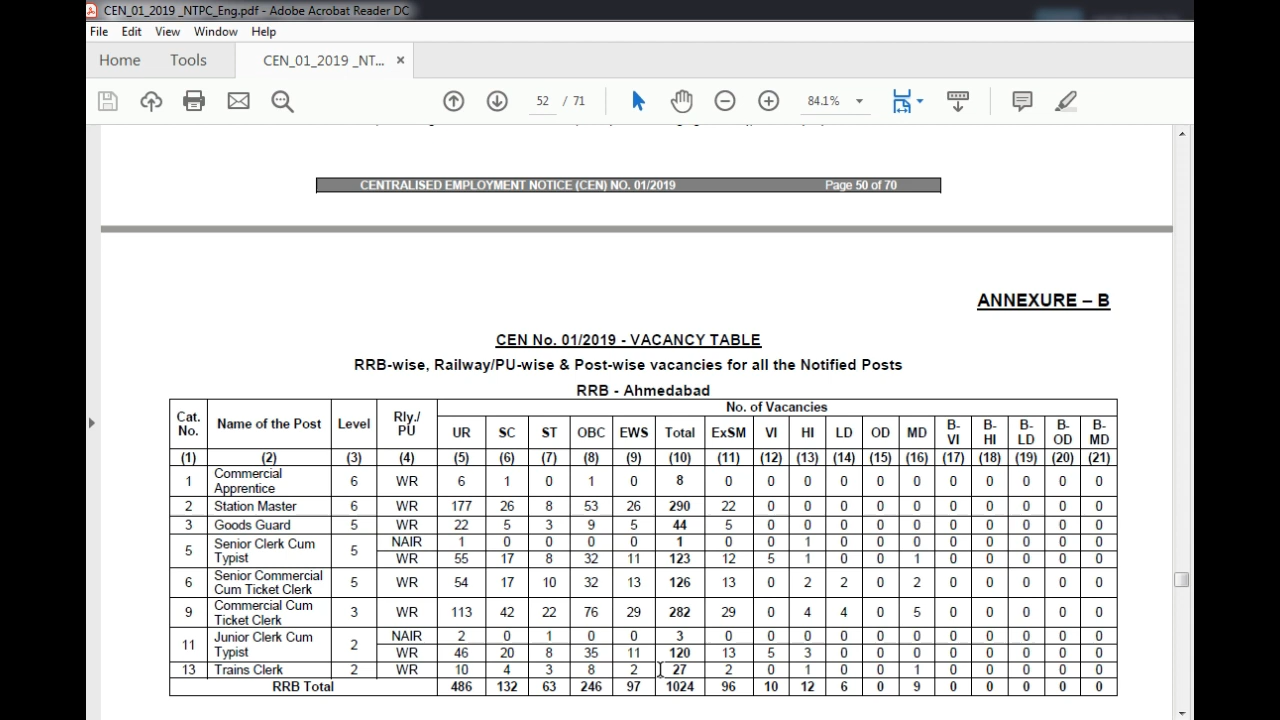 CEN_01_2019 _NTPC_Eng.pdf - Adobe Acrobat Reader DC
File Edit View Window Help
Home Tools CEN_01_2019 _NT... ×
52 / 71 84.1%
CENTRALISED EMPLOYMENT NOTICE (CEN) NO. 01/2019 Page 50 of 70
ANNEXURE – B
CEN No. 01/2019 - VACANCY TABLE
RRB-wise, Railway/PU-wise & Post-wise vacancies for all the Notified Posts
RRB - Ahmedabad
Cat. No. Name of the Post Level Rly./ PU No. of Vacancies
UR SC ST OBC EWS Total ExSM VI HI LD OD MD B-VI B-HI B-LD B-OD B-MD
(1) (2) (3) (4) (5) (6) (7) (8) (9) (10) (11) (12) (13) (14) (15) (16) (17) (18) (19) (20) (21)
1 Commercial Apprentice 6 WR 6 1 0 1 0 8 0 0 0 0 0 0 0 0 0 0 0
2 Station Master 6 WR 177 26 8 53 26 290 22 0 0 0 0 0 0 0 0 0 0
3 Goods Guard 5 WR 22 5 3 9 5 44 5 0 0 0 0 0 0 0 0 0 0
5 Senior Clerk Cum Typist 5 NAIR 1 0 0 0 0 1 0 0 1 0 0 0 0 0 0 0 0
WR 55 17 8 32 11 123 12 5 1 0 0 1 0 0 0 0 0
6 Senior Commercial Cum Ticket Clerk 5 WR 54 17 10 32 13 126 13 0 2 2 0 2 0 0 0 0 0
9 Commercial Cum Ticket Clerk 3 WR 113 42 22 76 29 282 29 0 4 4 0 5 0 0 0 0 0
11 Junior Clerk Cum Typist 2 NAIR 2 0 1 0 0 3 0 0 0 0 0 0 0 0 0 0 0
WR 46 20 8 35 11 120 13 5 3 0 0 0 0 0 0 0 0
13 Trains Clerk 2 WR 10 4 3 8 2 27 2 0 1 0 0 1 0 0 0 0 0
RRB Total 486 132 63 246 97 1024 96 10 12 6 0 9 0 0 0 0 0